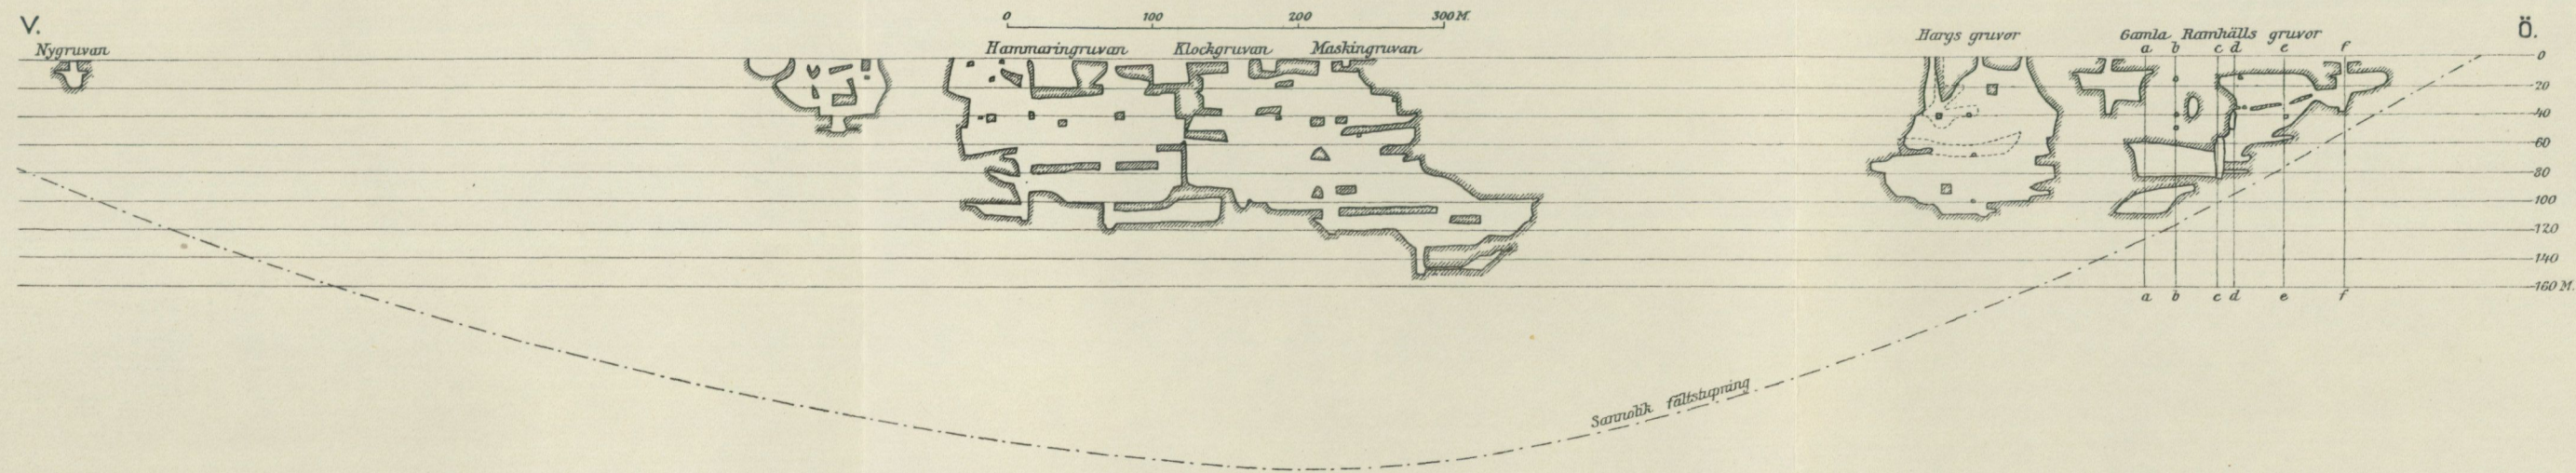 0 100 200 300 M.
V. Ö.
Nygruvan Hammaringruvan Klockgruvan Maskingruvan Hargs gruvor Gamla Ramhälls gruvor
a b c d e f
0
20
40
60
80
100
120
140
160 M.
a b c d e f
Sannolik fältstupning